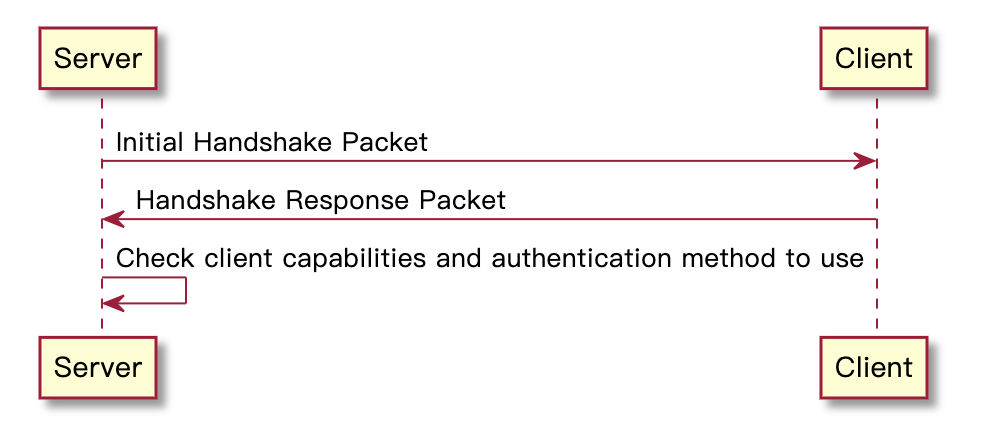 Server
Client
Initial Handshake Packet
Handshake Response Packet
Check client capabilities and authentication method to use
Server
Client